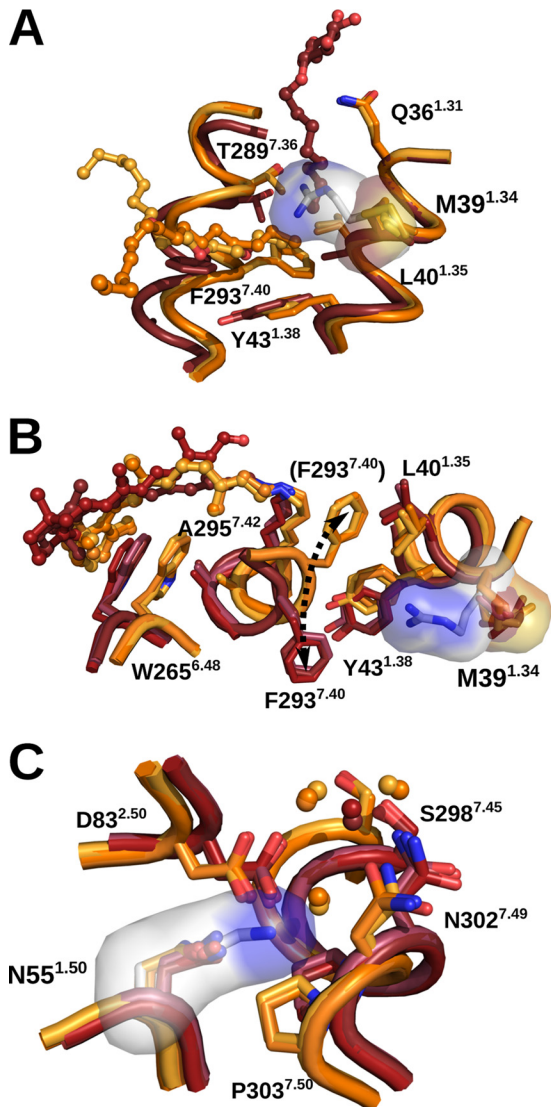 A
Q36^1.31
T289^7.36
M39^1.34
L40^1.35
F293^7.40
Y43^1.38
B
(F293^7.40)
L40^1.35
A295^7.42
W265^6.48
Y43^1.38
M39^1.34
F293^7.40
C
D83^2.50
S298^7.45
N302^7.49
N55^1.50
P303^7.50